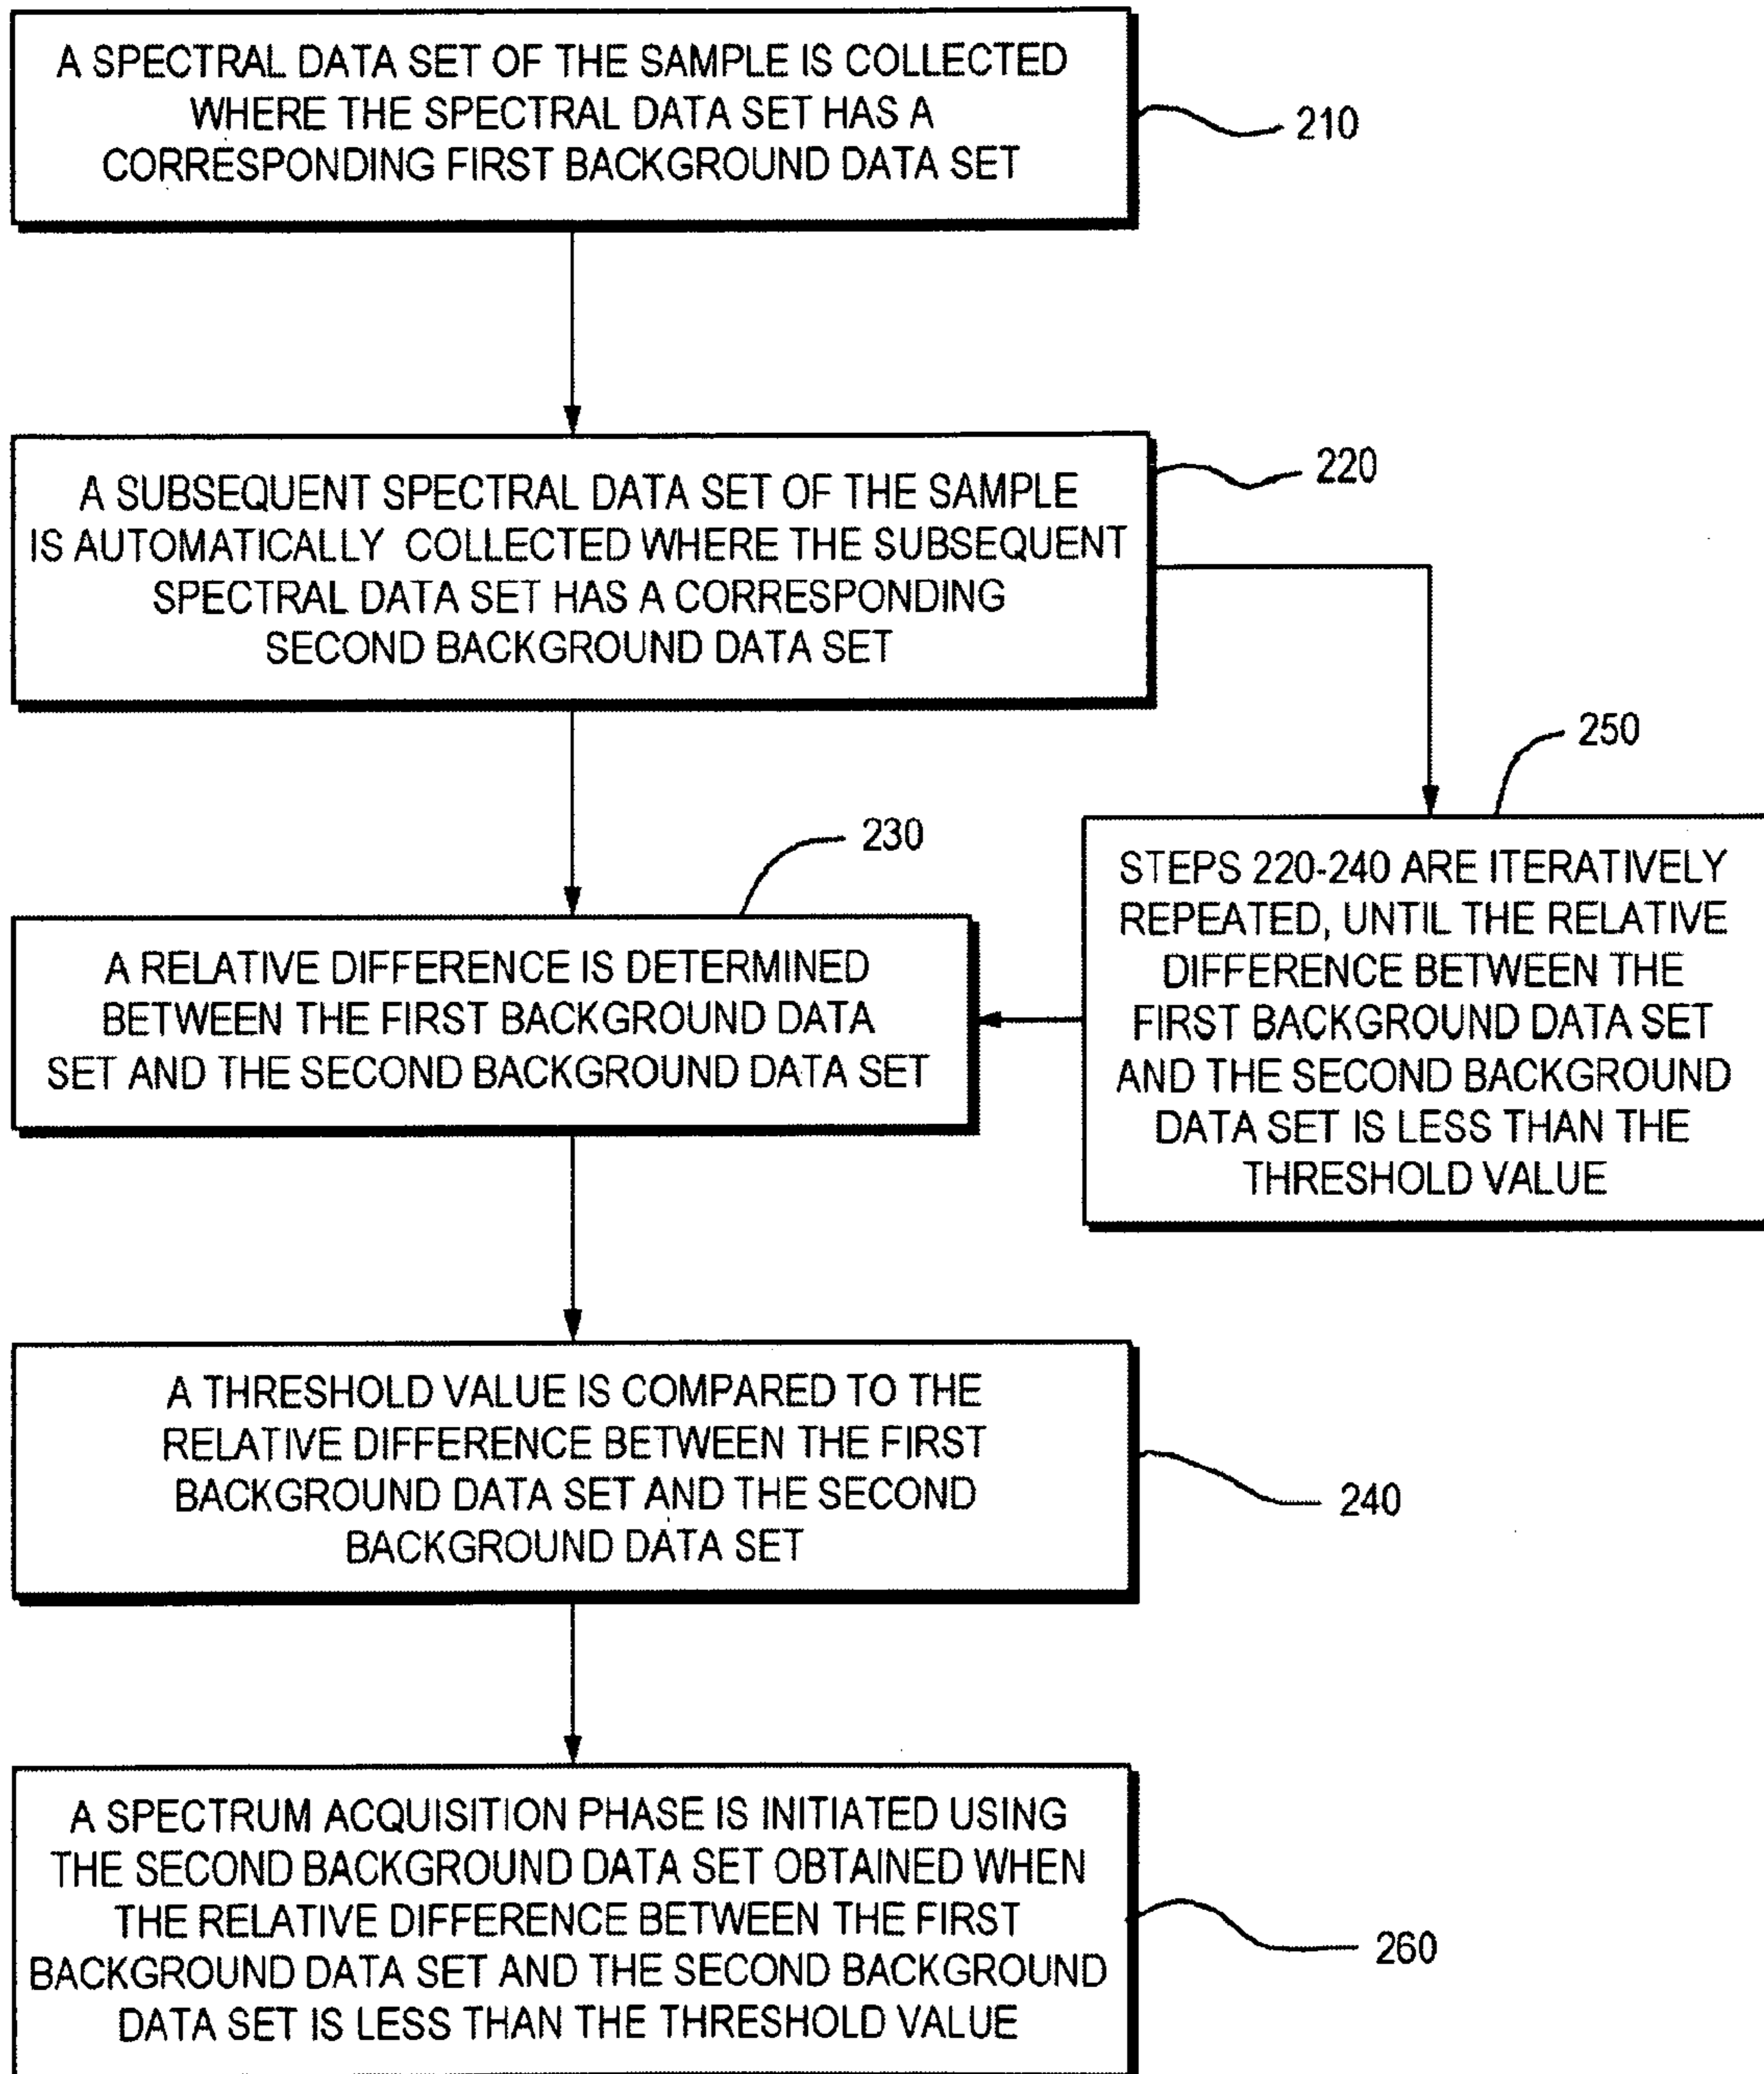 A SPECTRAL DATA SET OF THE SAMPLE IS COLLECTED
WHERE THE SPECTRAL DATA SET HAS A
CORRESPONDING FIRST BACKGROUND DATA SET
210
A SUBSEQUENT SPECTRAL DATA SET OF THE SAMPLE
IS AUTOMATICALLY COLLECTED WHERE THE SUBSEQUENT
SPECTRAL DATA SET HAS A CORRESPONDING
SECOND BACKGROUND DATA SET
220
250
STEPS 220-240 ARE ITERATIVELY
REPEATED, UNTIL THE RELATIVE
DIFFERENCE BETWEEN THE
FIRST BACKGROUND DATA SET
AND THE SECOND BACKGROUND
DATA SET IS LESS THAN THE
THRESHOLD VALUE
230
A RELATIVE DIFFERENCE IS DETERMINED
BETWEEN THE FIRST BACKGROUND DATA
SET AND THE SECOND BACKGROUND DATA SET
A THRESHOLD VALUE IS COMPARED TO THE
RELATIVE DIFFERENCE BETWEEN THE FIRST
BACKGROUND DATA SET AND THE SECOND
BACKGROUND DATA SET
240
A SPECTRUM ACQUISITION PHASE IS INITIATED USING
THE SECOND BACKGROUND DATA SET OBTAINED WHEN
THE RELATIVE DIFFERENCE BETWEEN THE FIRST
BACKGROUND DATA SET AND THE SECOND BACKGROUND
DATA SET IS LESS THAN THE THRESHOLD VALUE
260